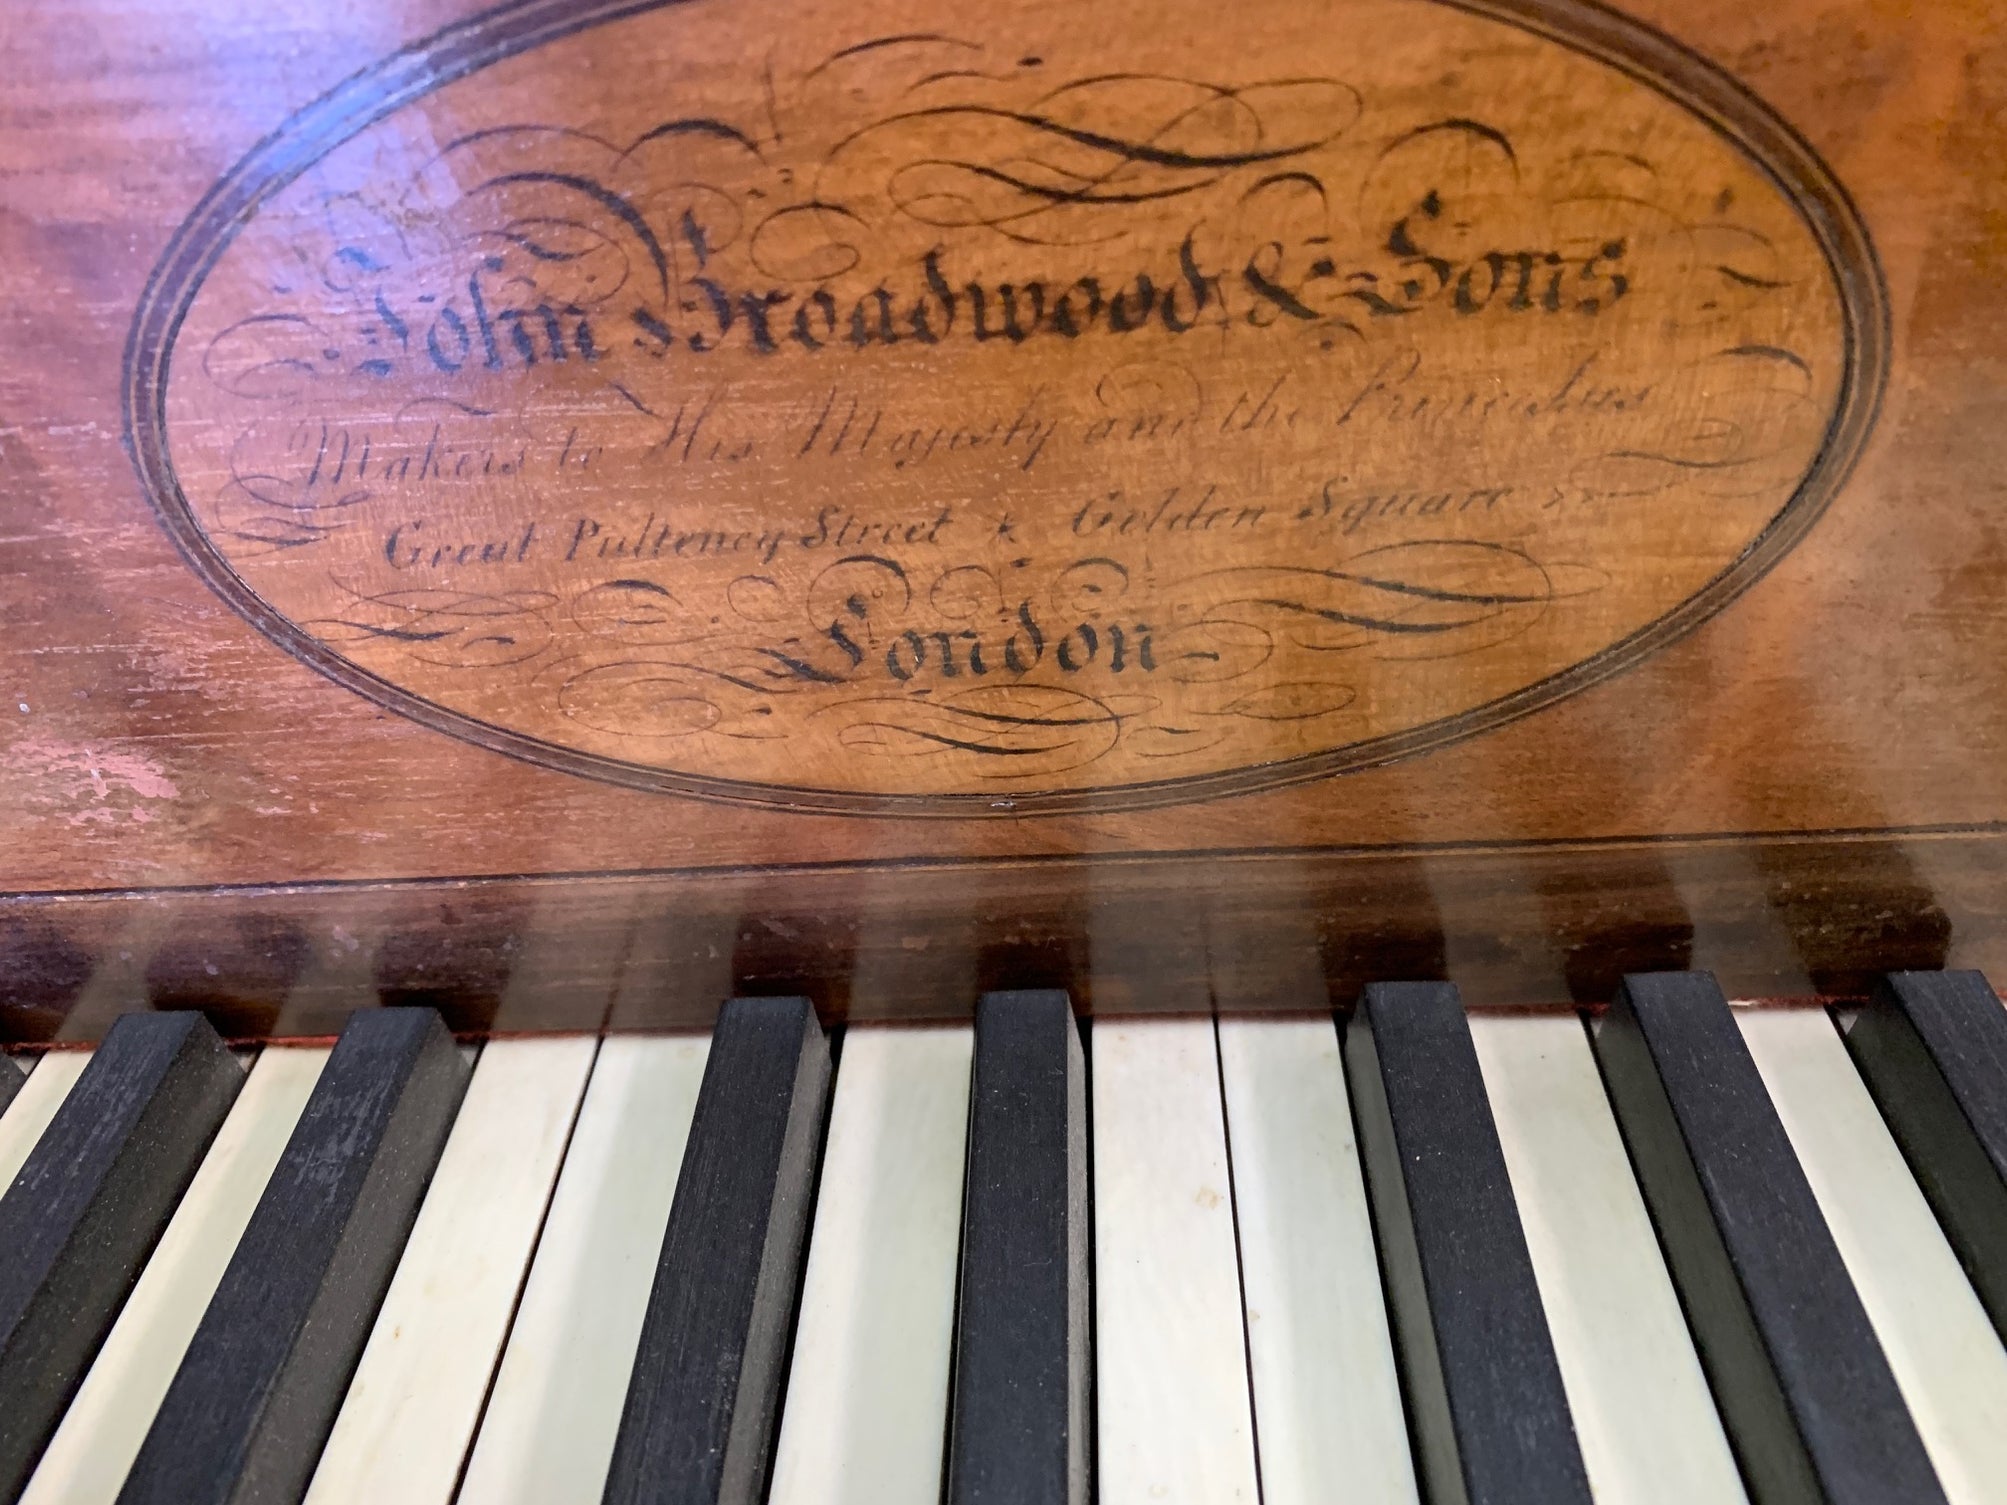 John Broadwood & Sons
Makers to His Majesty and the Princesses
Great Pulteney Street & Golden Square
London